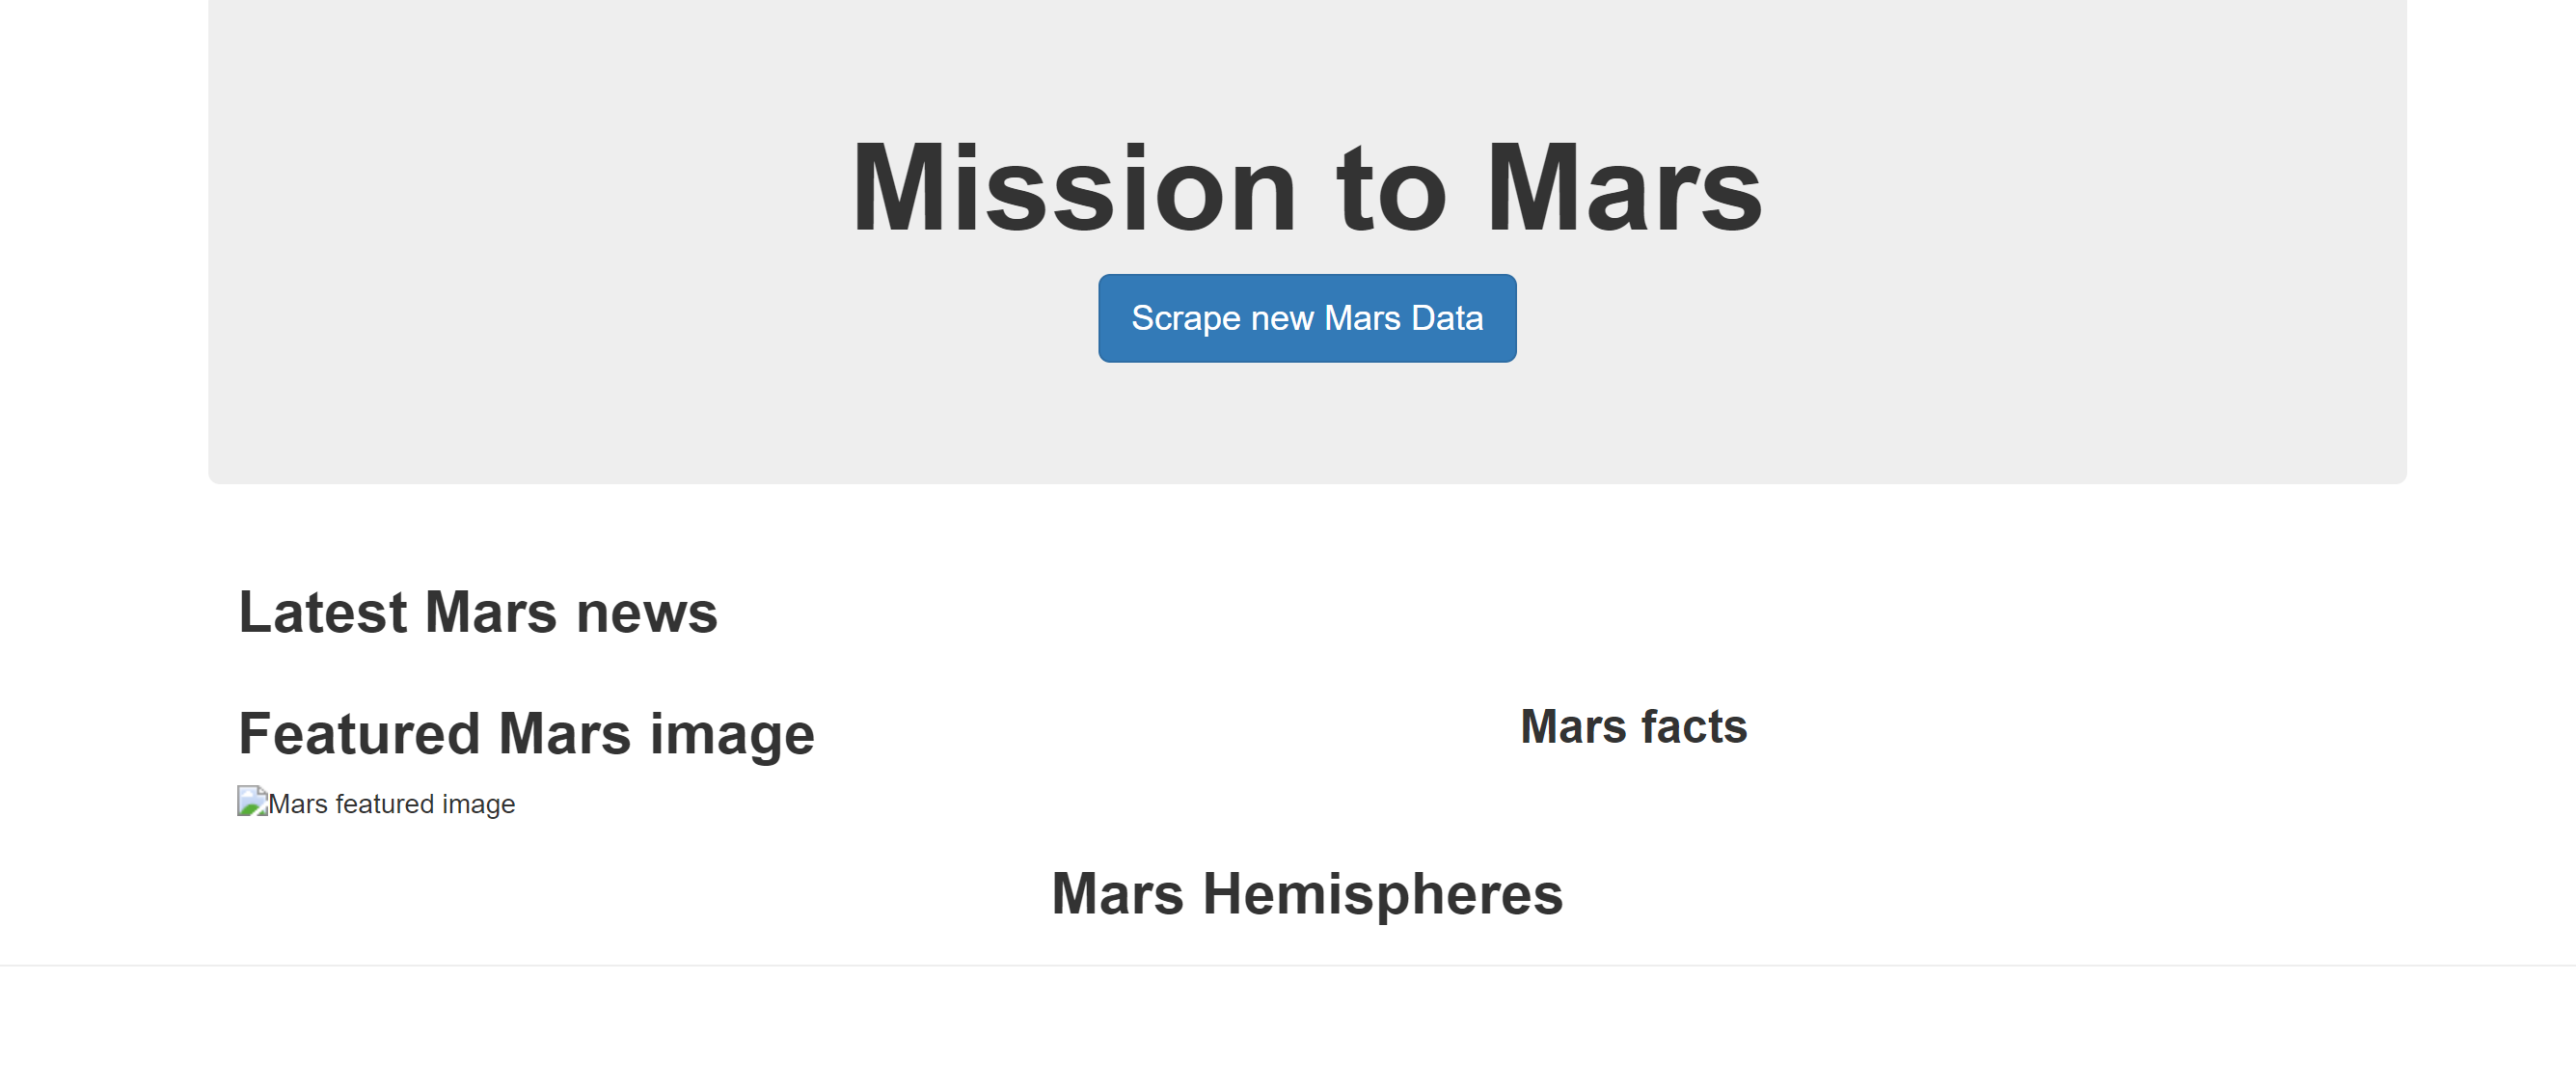 Mission to Mars
Scrape new Mars Data
Latest Mars news
Featured Mars image
Mars facts
Mars featured image
Mars Hemispheres